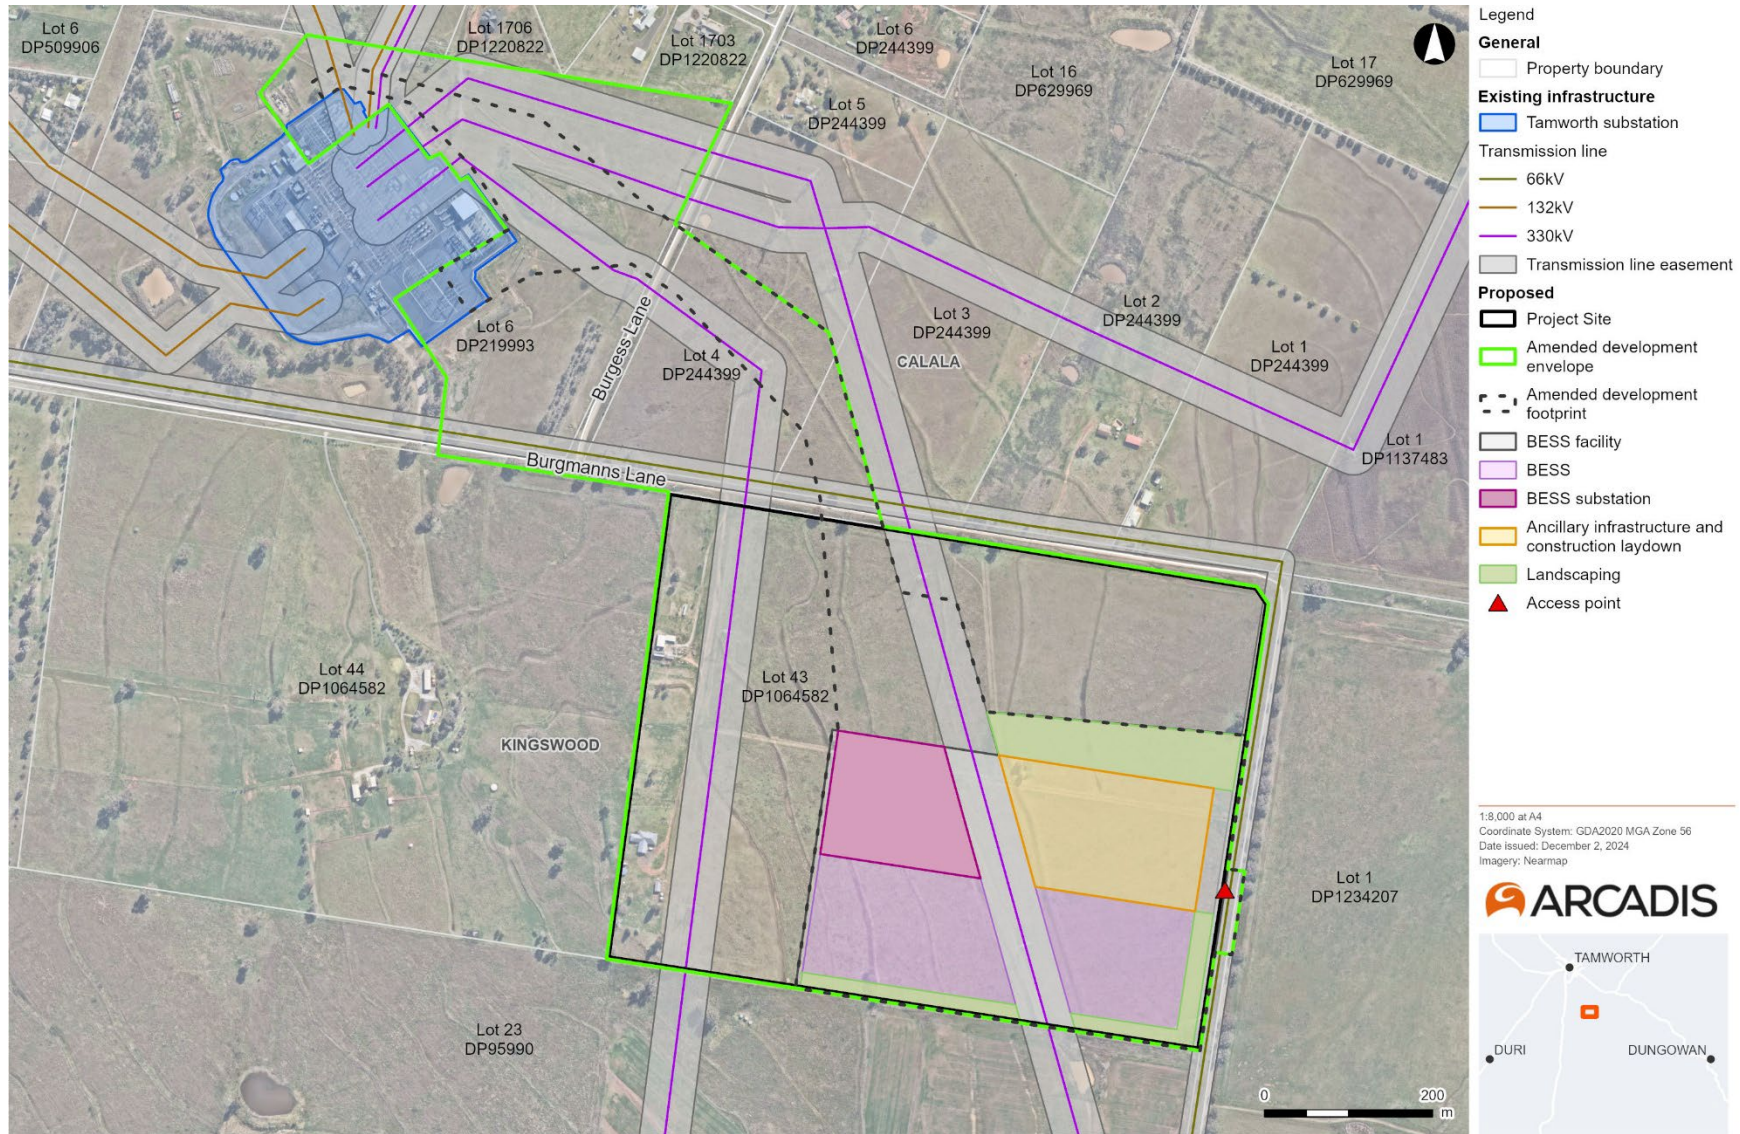 Lot 6
DP509906
Lot 1706
DP1220822
Lot 1703
DP1220822
Lot 6
DP244399
Lot 16
DP629969
Lot 17
DP629969
Lot 5
DP244399
Lot 6
DP219993
Lot 4
DP244399
Burgess Lane
Lot 3
DP244399
CALALA
Lot 2
DP244399
Lot 1
DP244399
Lot 1
DP1137483
Burgmanns Lane
Lot 44
DP1064582
KINGSWOOD
Lot 43
DP1064582
Lot 1
DP1234207
Lot 23
DP95990
0 200
m
Legend
General
Property boundary
Existing infrastructure
Tamworth substation
Transmission line
66kV
132kV
330kV
Transmission line easement
Proposed
Project Site
Amended development
envelope
Amended development
footprint
BESS facility
BESS
BESS substation
Ancillary infrastructure and
construction laydown
Landscaping
Access point
1:8,000 at A4
Coordinate System: GDA2020 MGA Zone 56
Date issued: December 2, 2024
Imagery: Nearmap
ARCADIS
TAMWORTH
DURI
DUNGOWAN